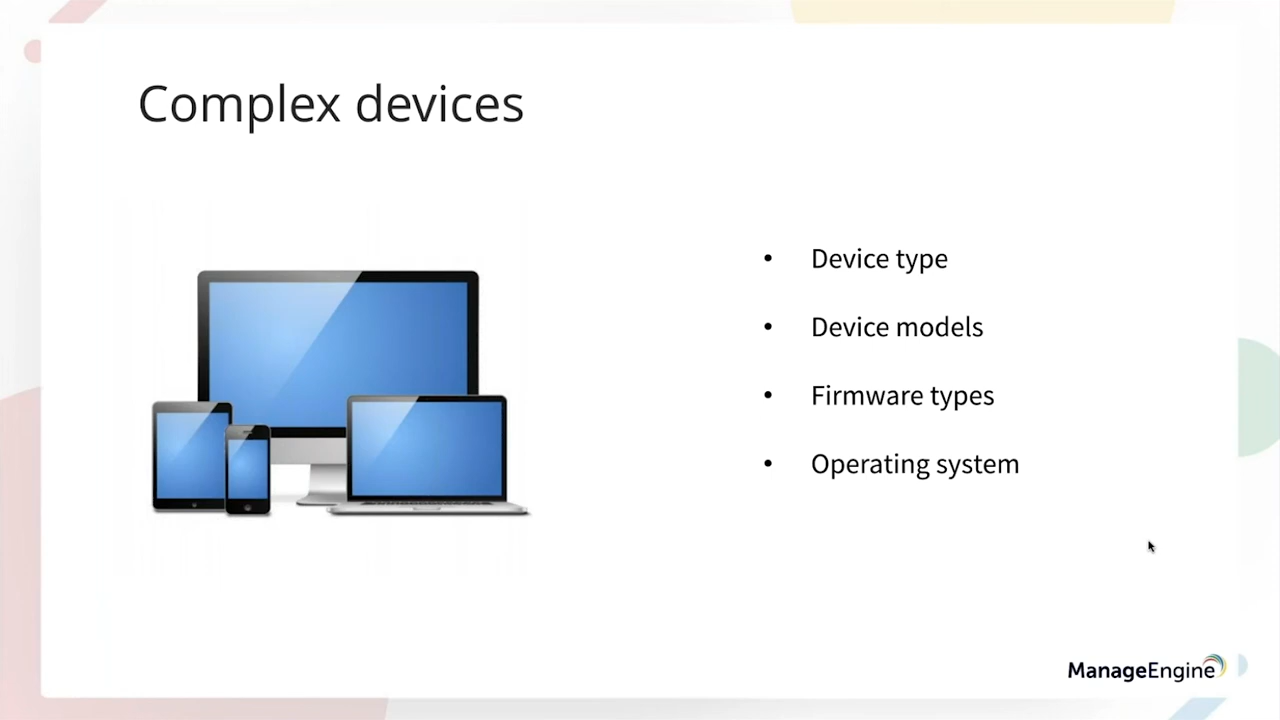 Complex devices
• Device type
• Device models
• Firmware types
• Operating system
ManageEngine